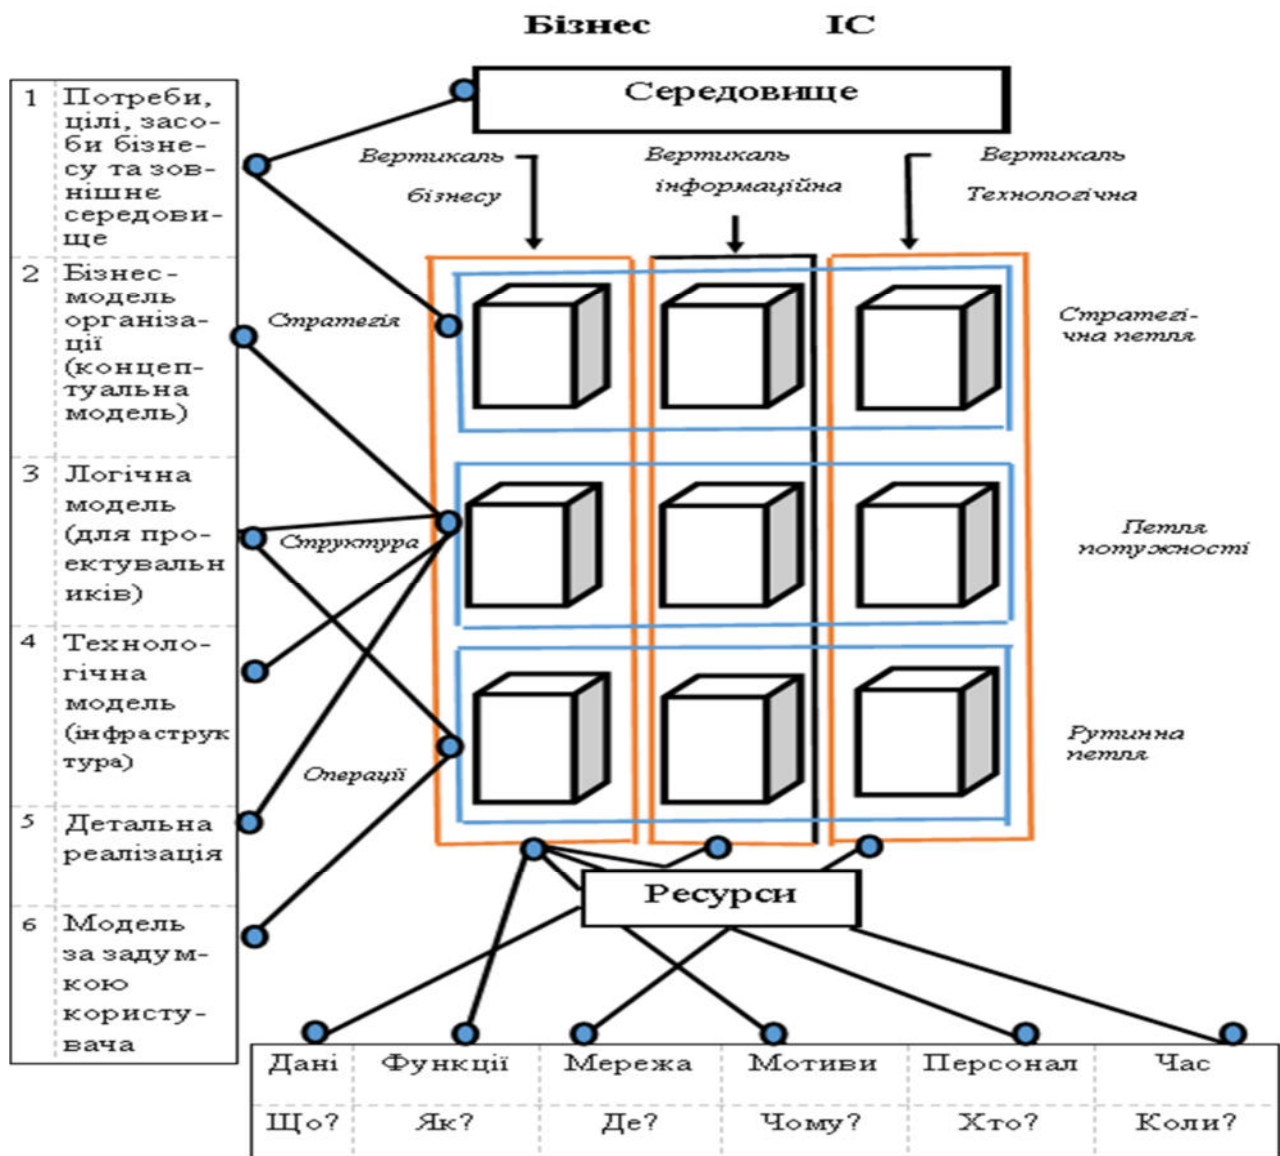 Бізнес ІС
Середовище
1 Потреби,
цілі, засо-
би бізне-
су та зов-
нішнє
середови-
ще
2 Бізнес-
модель
організа-
ції
(концеп-
туальна
модель)
3 Логічна
модель
(для про-
ектувальн
иків)
4 Техноло-
гічна
модель
(інфраструк
тура)
5 Детальна
реалізація
6 Модель
за задум-
кою
користу-
вача
Вертикаль
бізнесу
Вертикаль
інформаційна
Вертикаль
Технологічна
Стратегія
Структура
Операції
Стратегі-
чна петля
Петля
потужності
Рутинна
петля
Ресурси
Дані Функції Мережа Мотиви Персонал Час
Що? Як? Де? Чому? Хто? Коли?